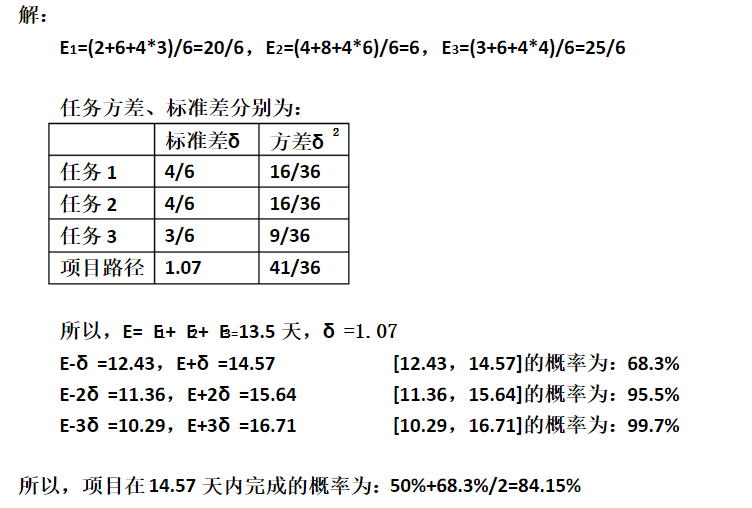 解：
E1=(2+6+4*3)/6=20/6，E2=(4+8+4*6)/6=6，E3=(3+6+4*4)/6=25/6
任务方差、标准差分别为：
标准差δ 方差δ ²
任务 1 4/6 16/36
任务 2 4/6 16/36
任务 3 3/6 9/36
项目路径 1.07 41/36
所以，E= E1+ E2+ E3=13.5 天，δ =1.07
E-δ =12.43，E+δ =14.57 [12.43，14.57]的概率为：68.3%
E-2δ =11.36，E+2δ =15.64 [11.36，15.64]的概率为：95.5%
E-3δ =10.29，E+3δ =16.71 [10.29，16.71]的概率为：99.7%
所以，项目在 14.57 天内完成的概率为：50%+68.3%/2=84.15%